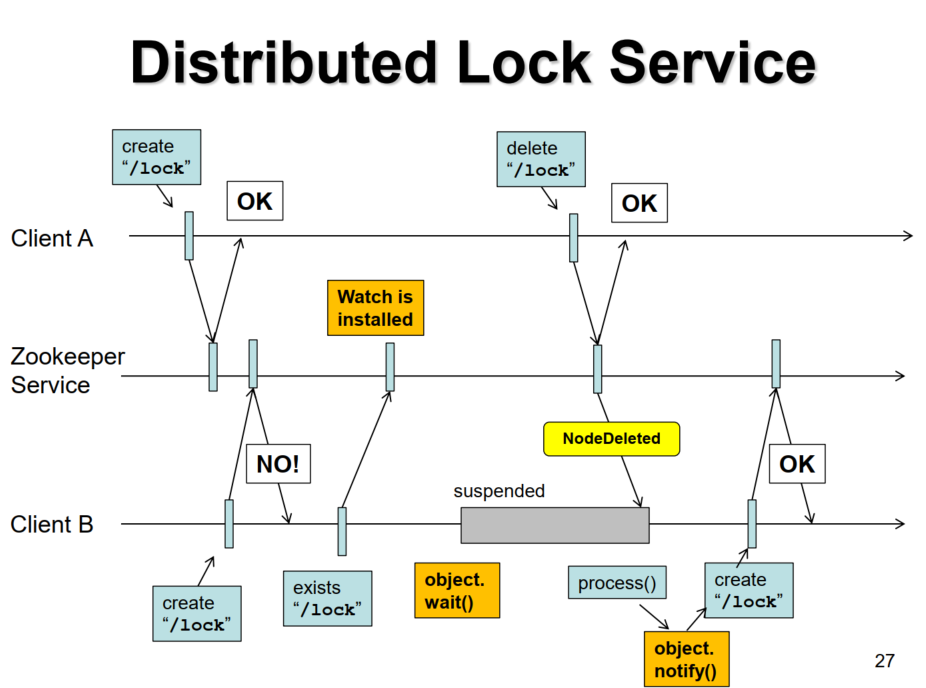 Distributed Lock Service
create
“/lock”
OK
delete
“/lock”
OK
Client A
Watch is
installed
Zookeeper
Service
NO!
NodeDeleted
OK
suspended
Client B
create
“/lock”
exists
“/lock”
object.
wait()
process()
create
“/lock”
object.
notify()
27